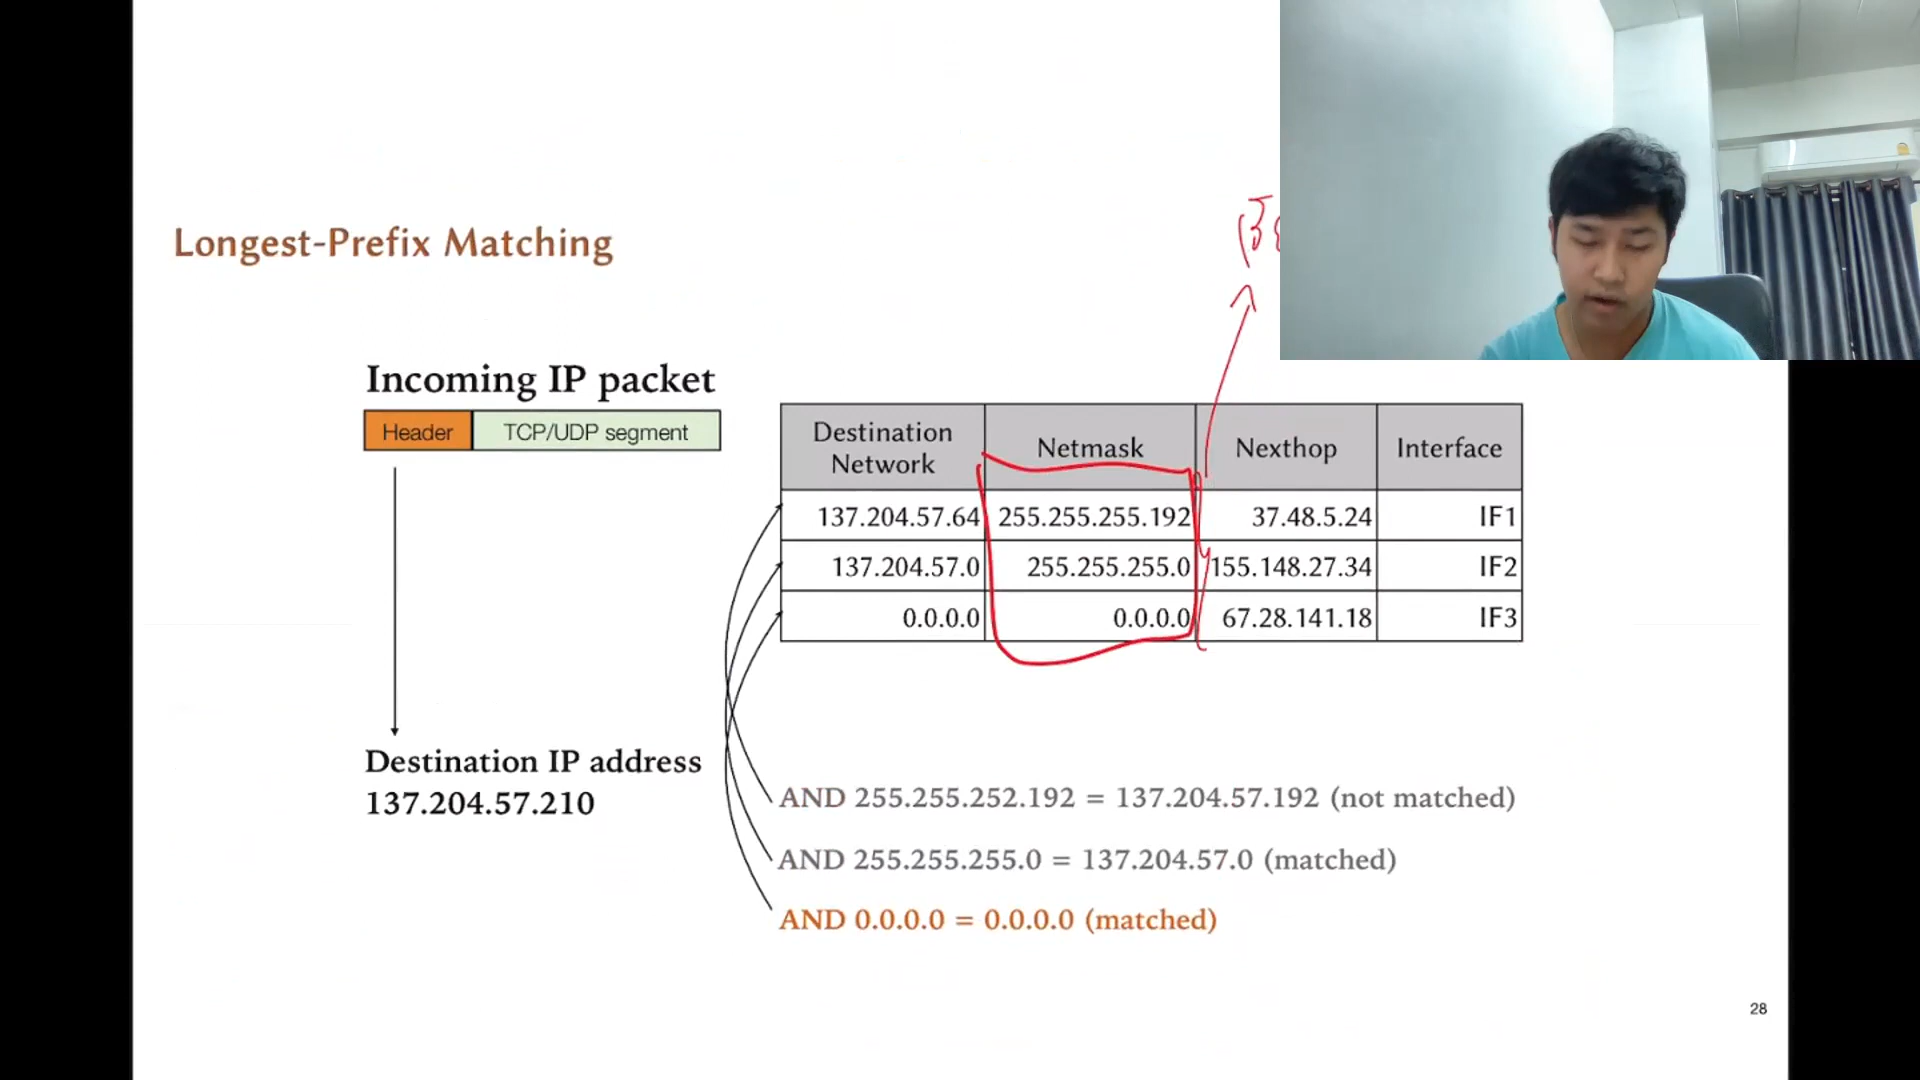 Longest-Prefix Matching
Incoming IP packet
Header TCP/UDP segment
Destination Network Netmask Nexthop Interface
137.204.57.64 255.255.255.192 37.48.5.24 IF1
137.204.57.0 255.255.255.0 155.148.27.34 IF2
0.0.0.0 0.0.0.0 67.28.141.18 IF3
Destination IP address
137.204.57.210
AND 255.255.252.192 = 137.204.57.192 (not matched)
AND 255.255.255.0 = 137.204.57.0 (matched)
AND 0.0.0.0 = 0.0.0.0 (matched)
28